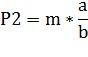 P2 = m * a/b